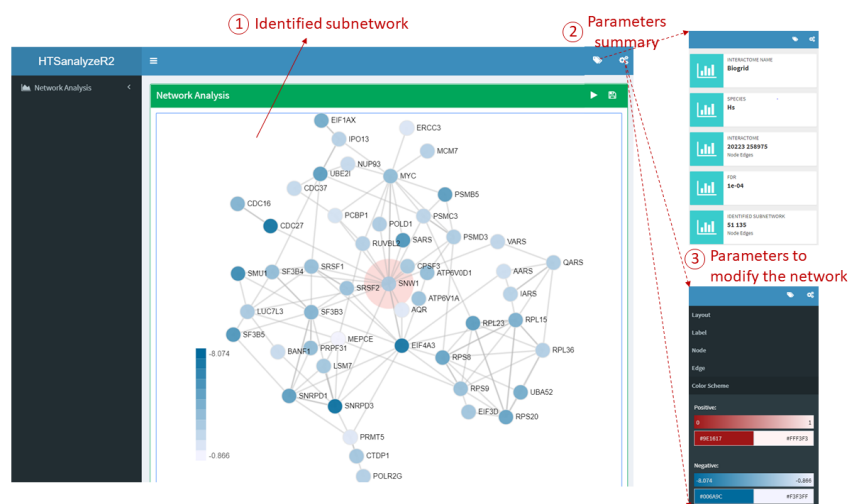 ① Identified subnetwork
② Parameters
summary
HTSanalyzeR2
Network Analysis
Network Analysis
EIF1AX
ERCC3
IPO13
MCM7
NUP93
UBE2I
MYC
CDC37
PSMB5
CDC16
PCBP1
POLD1
PSMC3
CDC27
RUVBL2
SARS
PSMD3
VARS
SMU1
SF3B4
SRSF1
CPSF3
ATP6V0D1
AARS
QARS
SRSF2
SNW1
IARS
LUC7L3
SF3B3
ATP6V1A
AQR
RPL23
RPL15
SF3B5
MEPCE
BANF1
PRPF31
EIF4A3
RPS8
RPL36
LSM7
SNRPD1
SNRPD3
RPS9
UBA52
EIF3D
RPS20
PRMT5
CTDP1
POLR2G
-8.074
-0.866
INTERACTOME NAME
Biogrid
SPECIES
Hs
INTERACTOME
20223 258975
Node Edges
FDR
1e-04
IDENTIFIED SUBNETWORK
51 135
Node Edges
③ Parameters to
modify the network
Layout
Label
Node
Edge
Color Scheme
Positive:
0 1
#9E1617 #FFF3F3
Negative:
-8.074 -0.866
#006A9C #F3F3FF